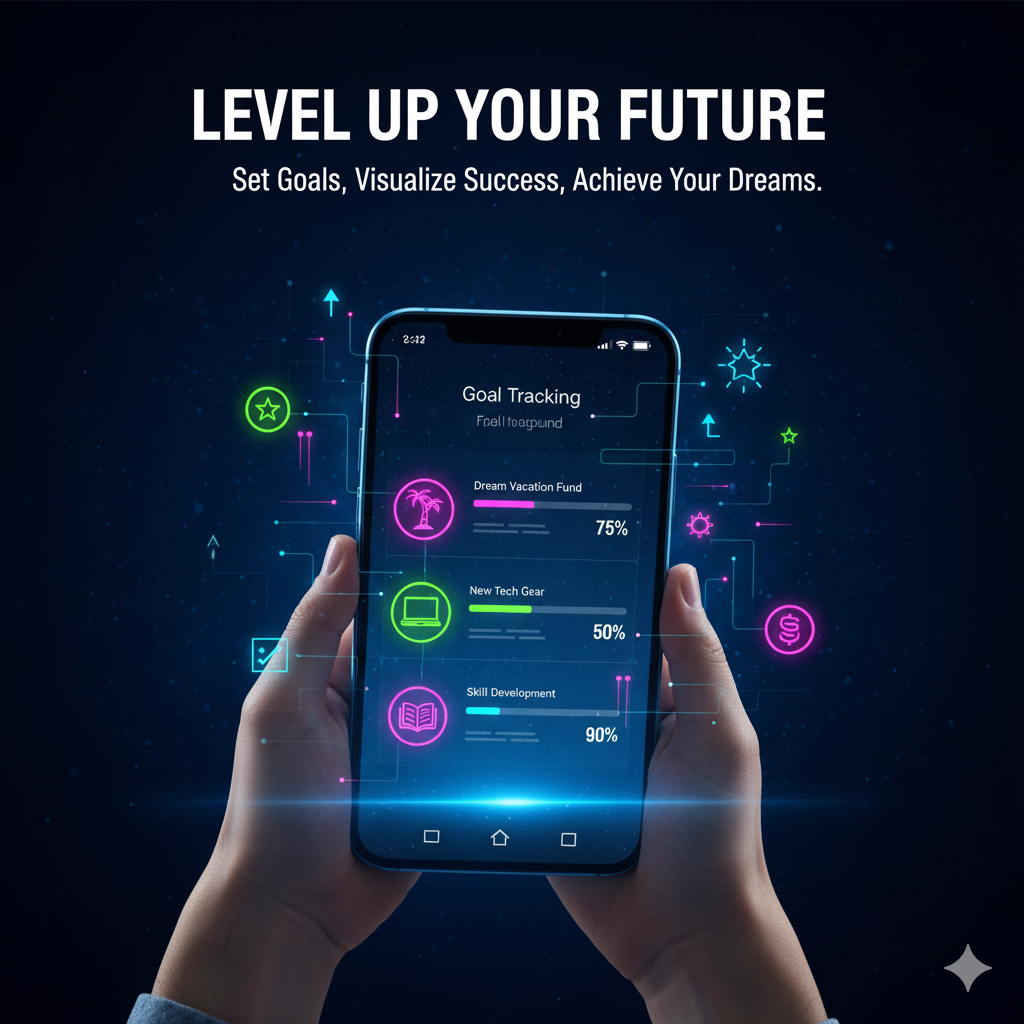 LEVEL UP YOUR FUTURE
Set Goals, Visualize Success, Achieve Your Dreams.
Goal Tracking
Dream Vacation Fund
75%
New Tech Gear
50%
Skill Development
90%